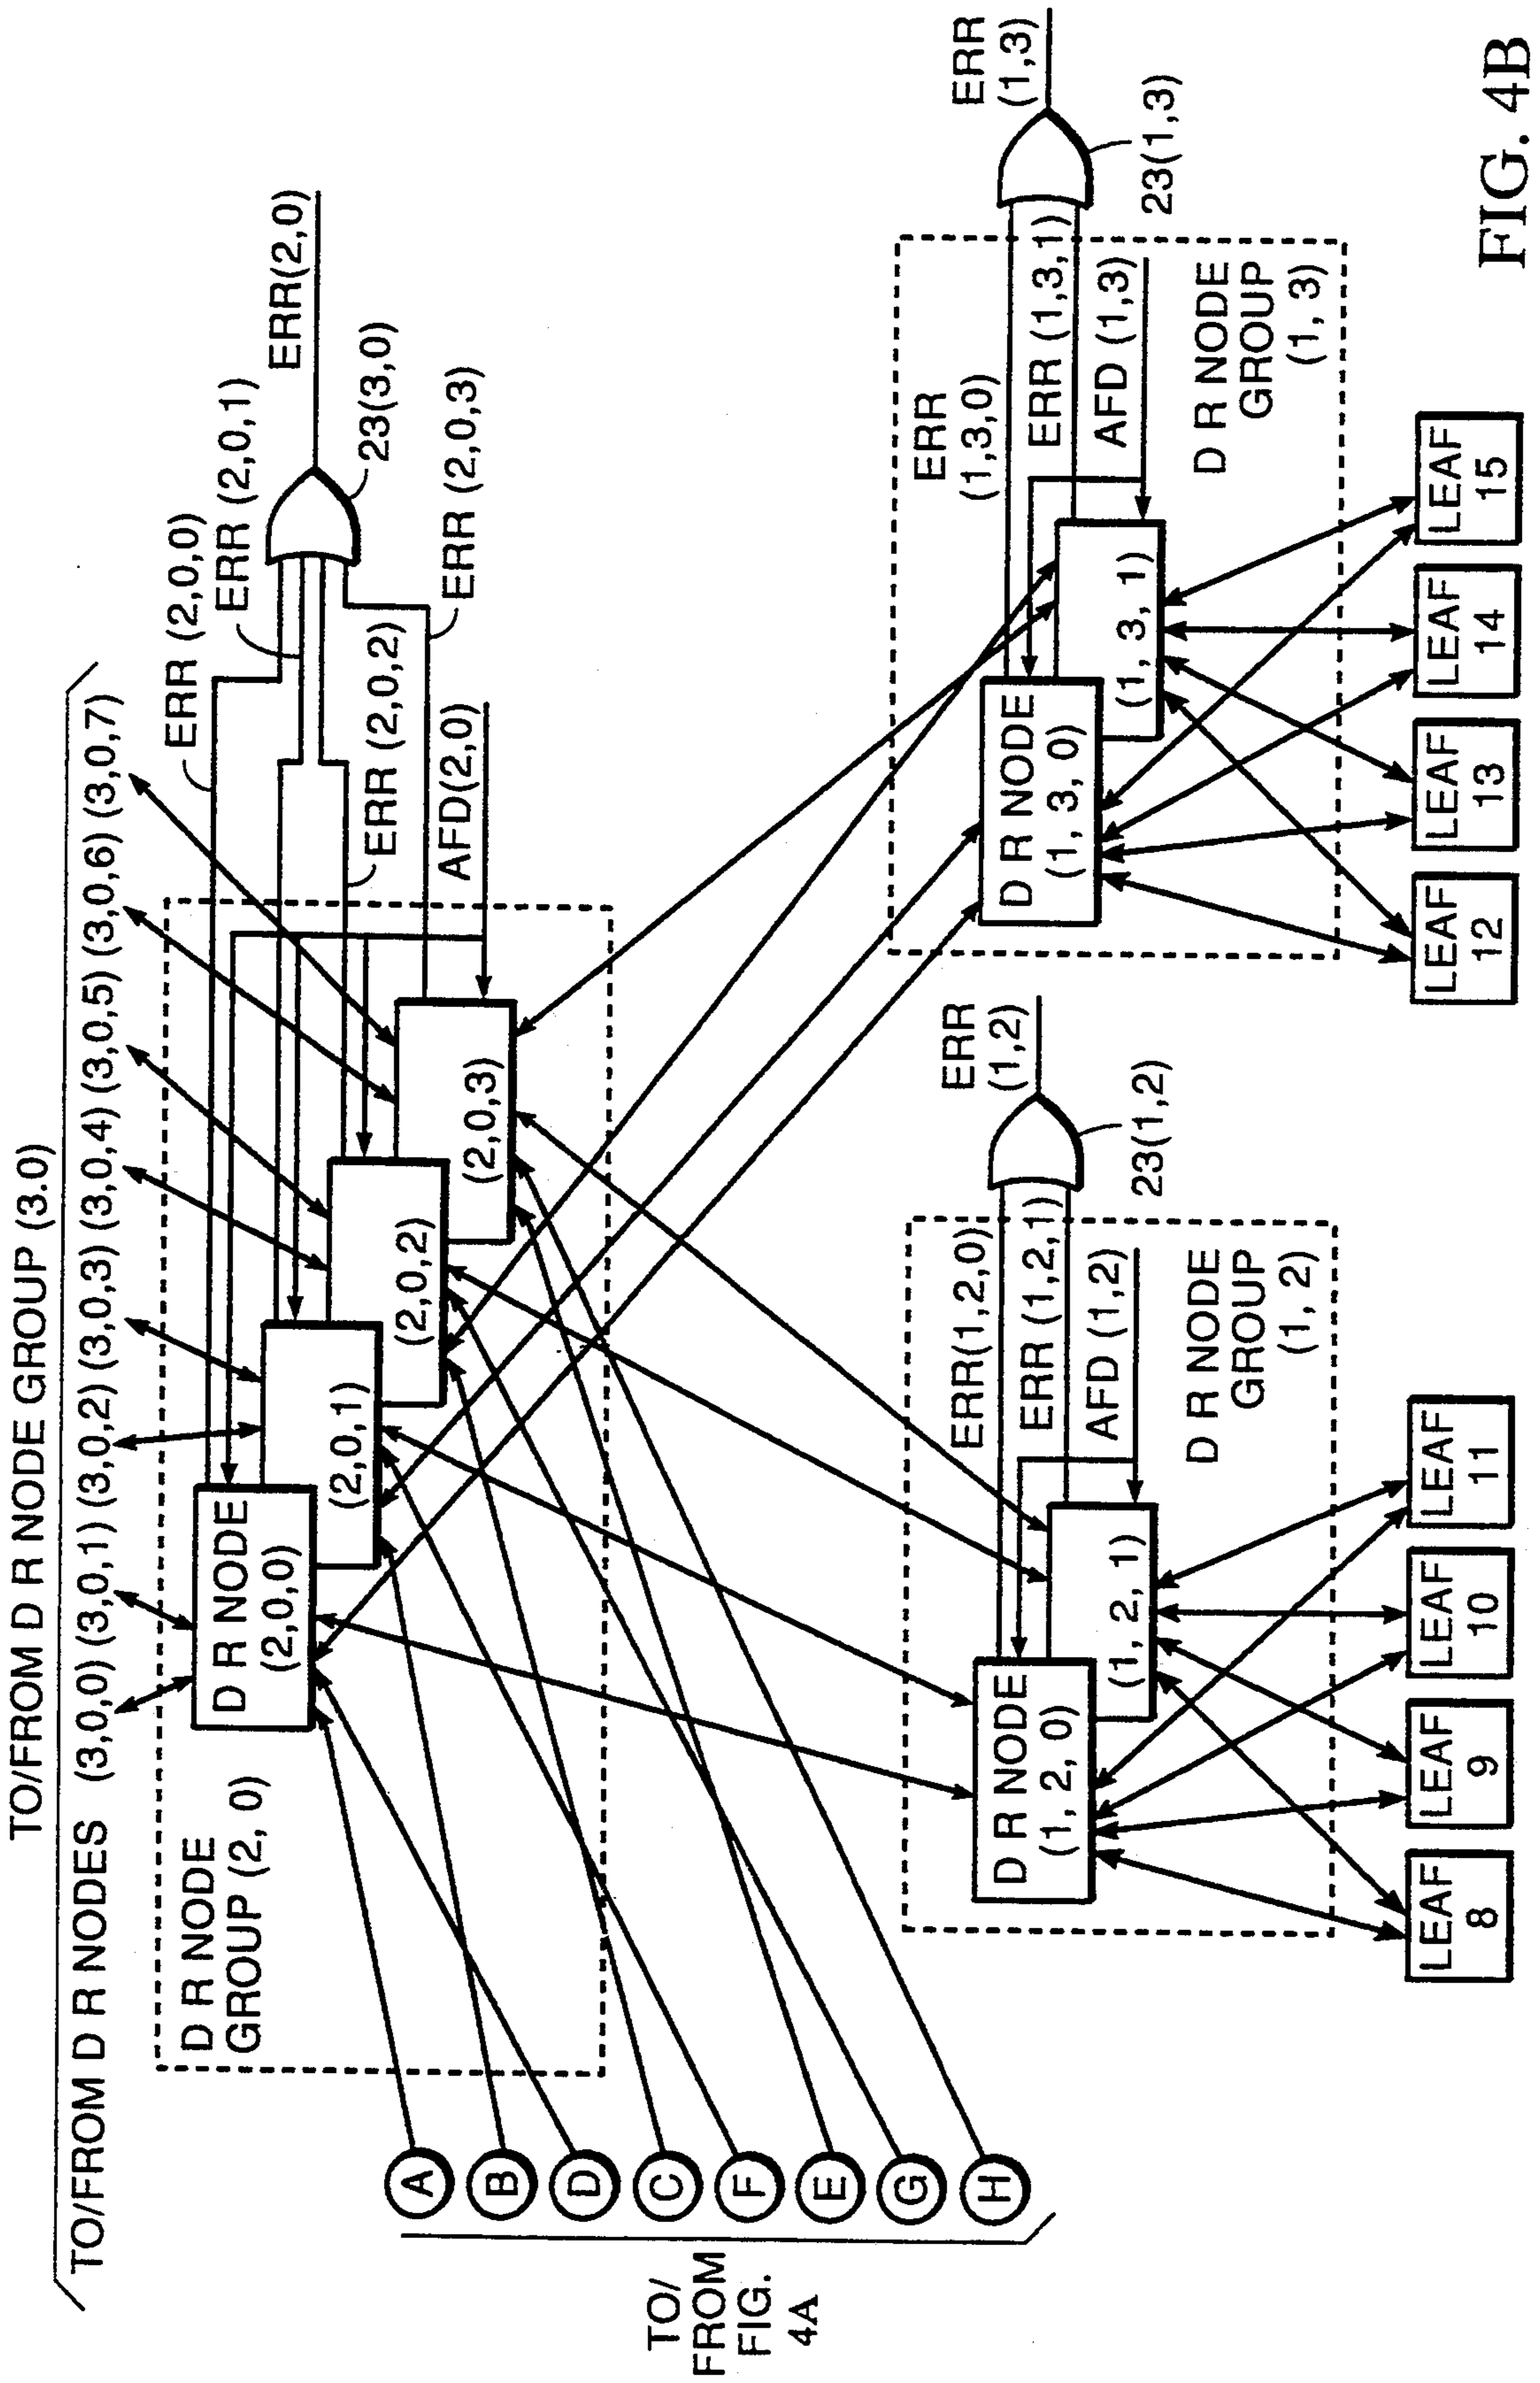 TO/FROM D R NODE GROUP (3.0)
TO/FROM D R NODES (3,0,0) (3,0,1) (3,0,2) (3,0,3) (3,0,4) (3,0,5) (3,0,6) (3,0,7)
D R NODE
GROUP (2, 0)
D R NODE
(2,0,0)
(2,0,1)
(2,0,2)
(2,0,3)
ERR (2,0,0)
ERR (2,0,1)
ERR (2,0,2)
ERR (2,0,3)
AFD(2,0)
ERR(2,0)
23(3,0)
A
B
D
C
F
E
G
H
TO/
FROM
FIG.
4A
D R NODE
(1, 2, 0)
(1, 2, 1)
ERR(1,2,0)
ERR (1,2,1)
AFD (1,2)
D R NODE
GROUP
(1, 2)
ERR
(1,2)
23(1,2)
D R NODE
(1, 3, 0)
(1, 3, 1)
ERR
(1,3,0)
ERR (1,3,1)
AFD (1,3)
D R NODE
GROUP
(1, 3)
ERR
(1,3)
23(1,3)
LEAF
8
LEAF
9
LEAF
10
LEAF
11
LEAF
12
LEAF
13
LEAF
14
LEAF
15
FIG. 4B